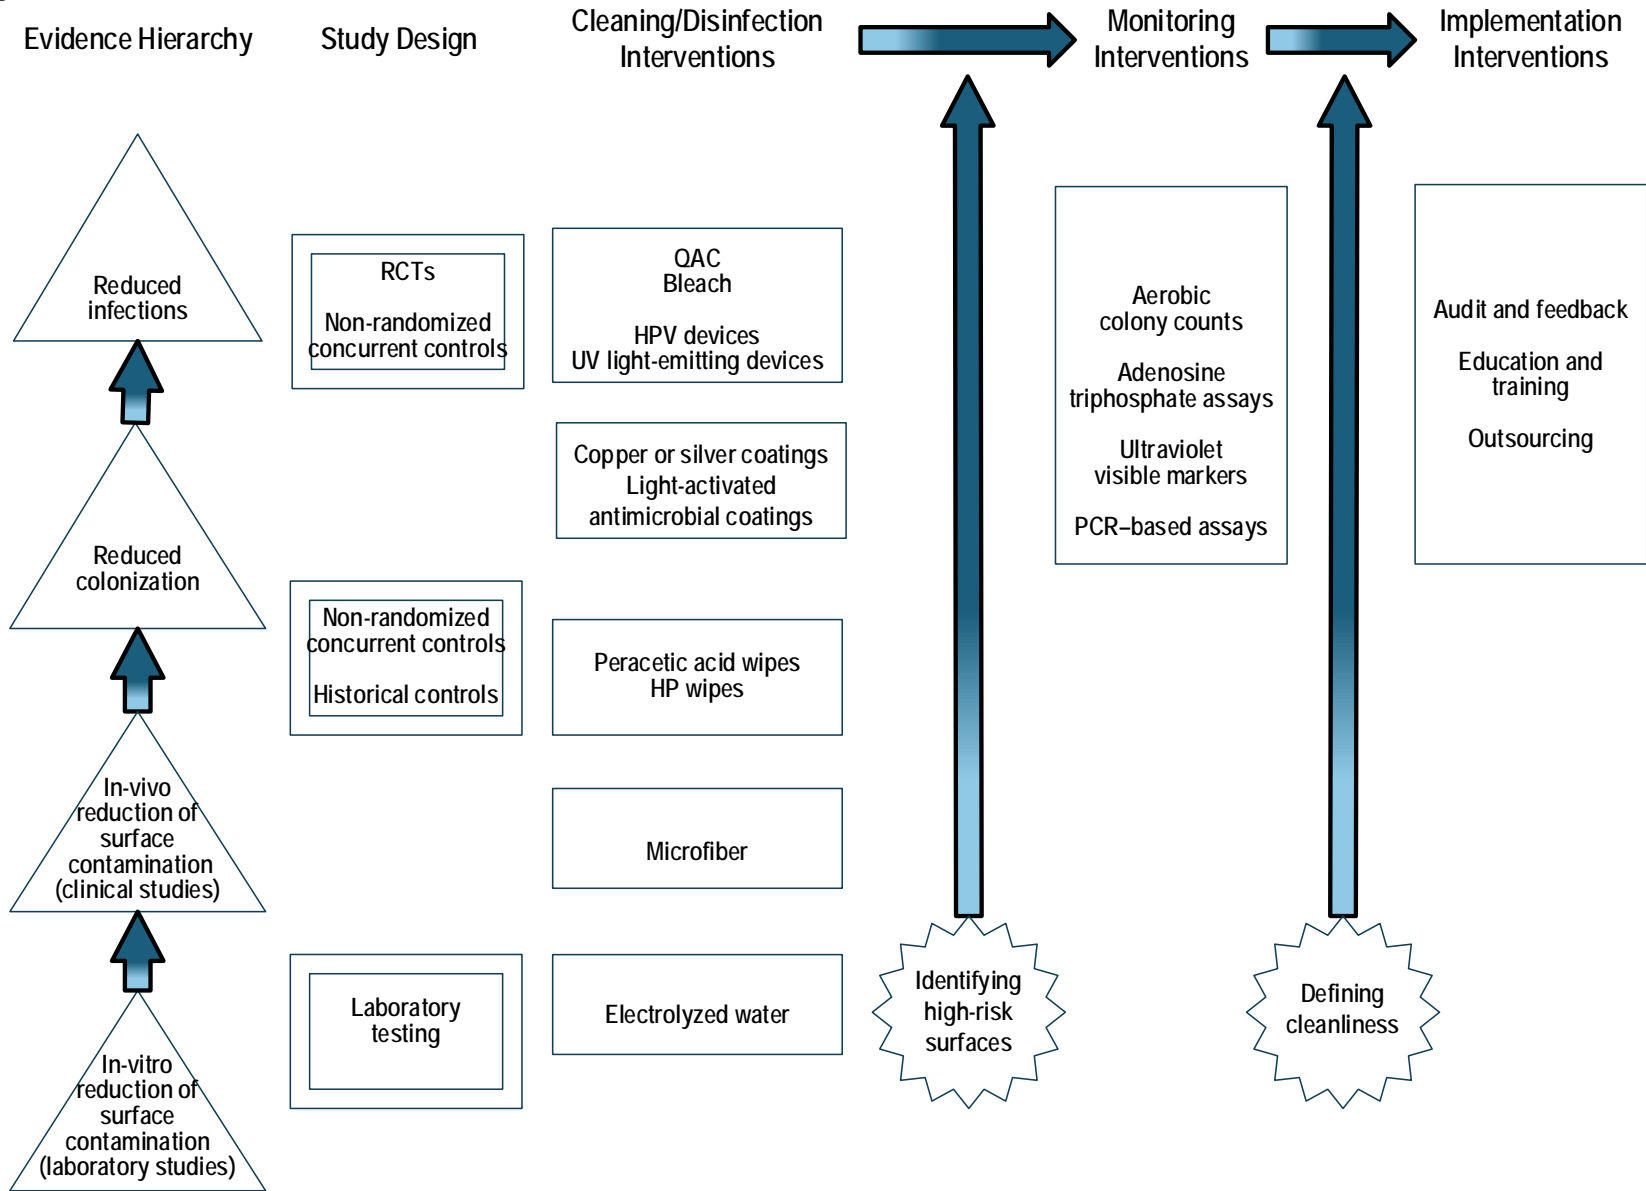 Evidence Hierarchy
Study Design
Cleaning/Disinfection
Interventions
Monitoring
Interventions
Implementation
Interventions
Reduced
infections
Reduced
colonization
In-vivo
reduction of
surface
contamination
(clinical studies)
In-vitro
reduction of
surface
contamination
(laboratory studies)
RCTs
Non-randomized
concurrent controls
Non-randomized
concurrent controls
Historical controls
Laboratory
testing
QAC
Bleach
HPV devices
UV light-emitting devices
Copper or silver coatings
Light-activated
antimicrobial coatings
Peracetic acid wipes
HP wipes
Microfiber
Electrolyzed water
Identifying
high-risk
surfaces
Aerobic
colony counts
Adenosine
triphosphate assays
Ultraviolet
visible markers
PCR–based assays
Defining
cleanliness
Audit and feedback
Education and
training
Outsourcing